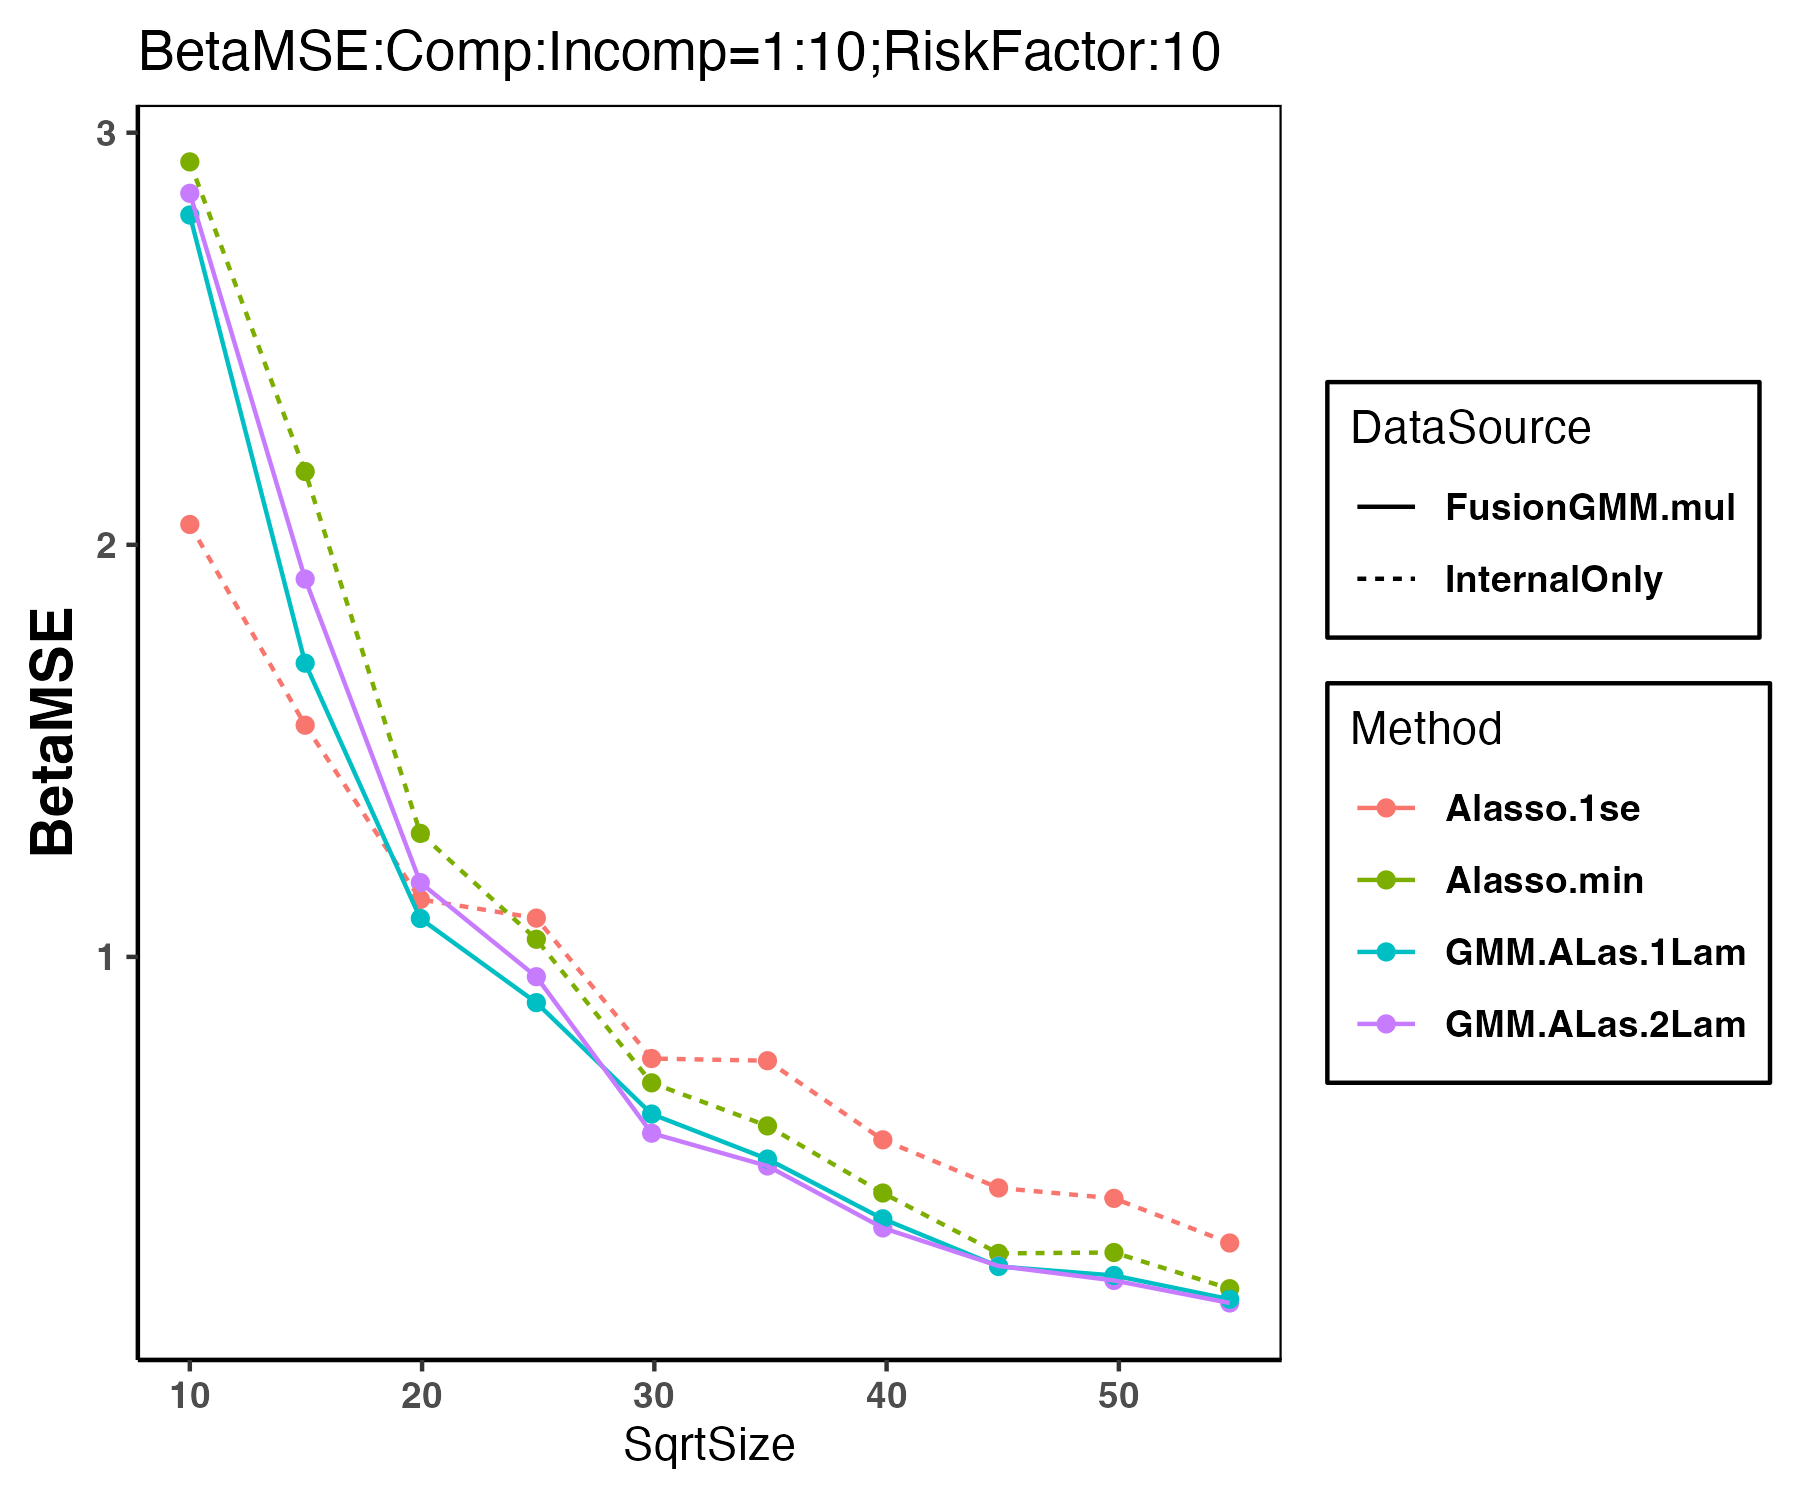 BetaMSE:Comp:Incomp=1:10;RiskFactor:10
BetaMSE
3
2
1
10 20 30 40 50
SqrtSize
DataSource
FusionGMM.mul
InternalOnly
Method
Alasso.1se
Alasso.min
GMM.ALas.1Lam
GMM.ALas.2Lam